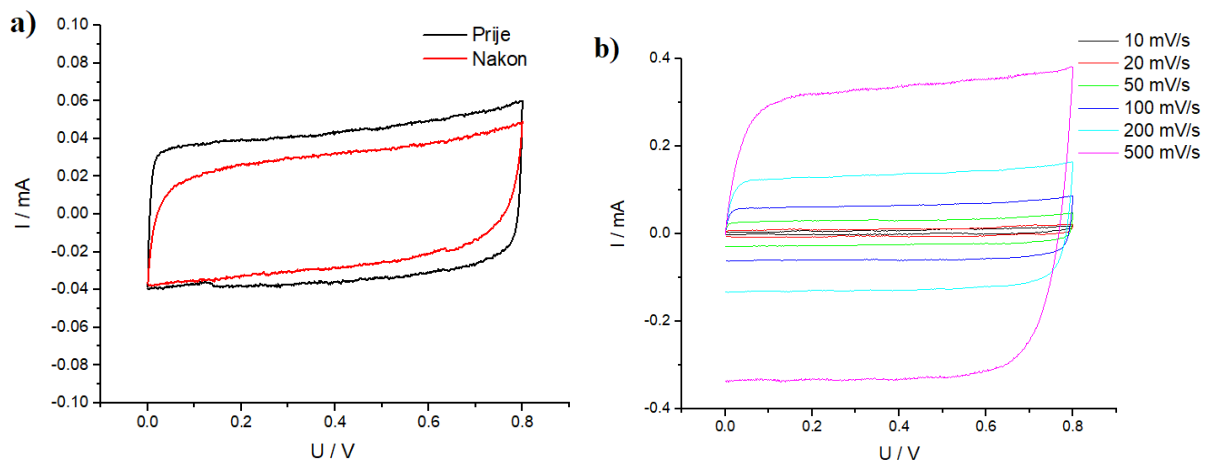 a)
Prije
Nakon
0.10
0.08
0.06
0.04
0.02
0.00
-0.02
-0.04
-0.06
-0.08
-0.10
I / mA
0.0
0.2
0.4
0.6
0.8
U / V
b)
10 mV/s
20 mV/s
50 mV/s
100 mV/s
200 mV/s
500 mV/s
0.4
0.2
0.0
-0.2
-0.4
I / mA
0.0
0.2
0.4
0.6
0.8
U / V